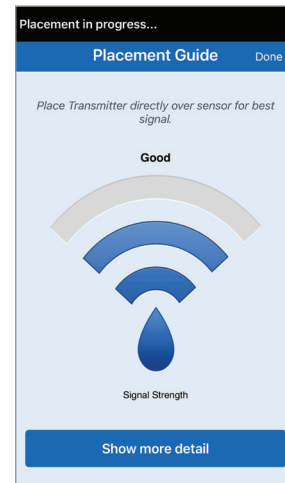 Placement in progress...
Placement Guide Done
Place Transmitter directly over sensor for best
signal.
Good
Signal Strength
Show more detail